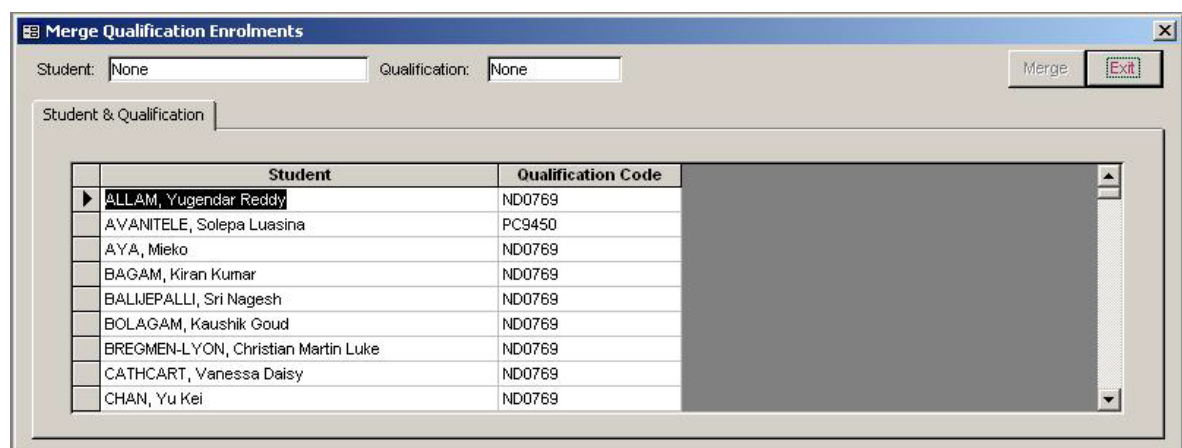 Merge Qualification Enrolments
Student: None Qualification: None Merge Exit
Student & Qualification
Student Qualification Code
ALLAM, Yugendar Reddy ND0769
AVANITELE, Solepa Luasina PC9450
AYA, Mieko ND0769
BAGAM, Kiran Kumar ND0769
BALIJEPALLI, Sri Nagesh ND0769
BOLAGAM, Kaushik Goud ND0769
BREGMEN-LYON, Christian Martin Luke ND0769
CATHCART, Vanessa Daisy ND0769
CHAN, Yu Kei ND0769